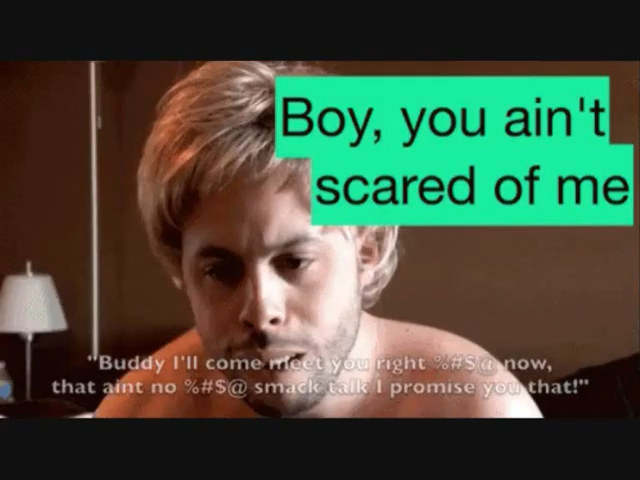 Boy, you ain't
scared of me
"Buddy I'll come meet you right %#$@ now,
that aint no %#$@ smack talk I promise you that!"